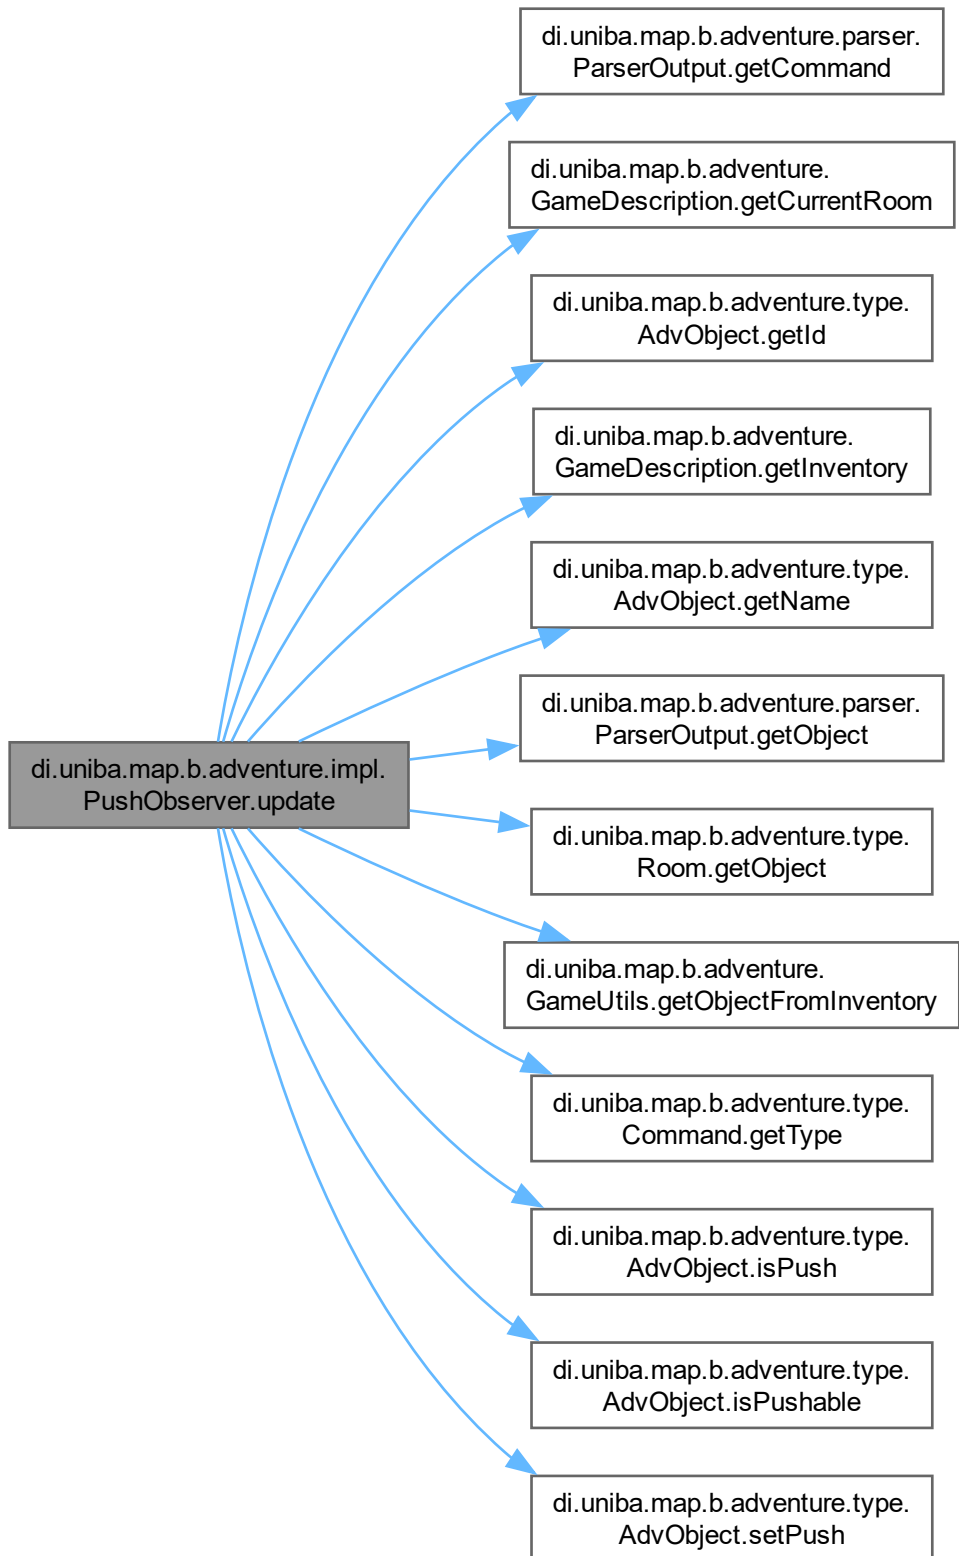 di.uniba.map.b.adventure.parser.
ParserOutput.getCommand
di.uniba.map.b.adventure.
GameDescription.getCurrentRoom
di.uniba.map.b.adventure.type.
AdvObject.getId
di.uniba.map.b.adventure.
GameDescription.getInventory
di.uniba.map.b.adventure.type.
AdvObject.getName
di.uniba.map.b.adventure.parser.
ParserOutput.getObject
di.uniba.map.b.adventure.impl.
PushObserver.update
di.uniba.map.b.adventure.type.
Room.getObject
di.uniba.map.b.adventure.
GameUtils.getObjectFromInventory
di.uniba.map.b.adventure.type.
Command.getType
di.uniba.map.b.adventure.type.
AdvObject.isPush
di.uniba.map.b.adventure.type.
AdvObject.isPushable
di.uniba.map.b.adventure.type.
AdvObject.setPush